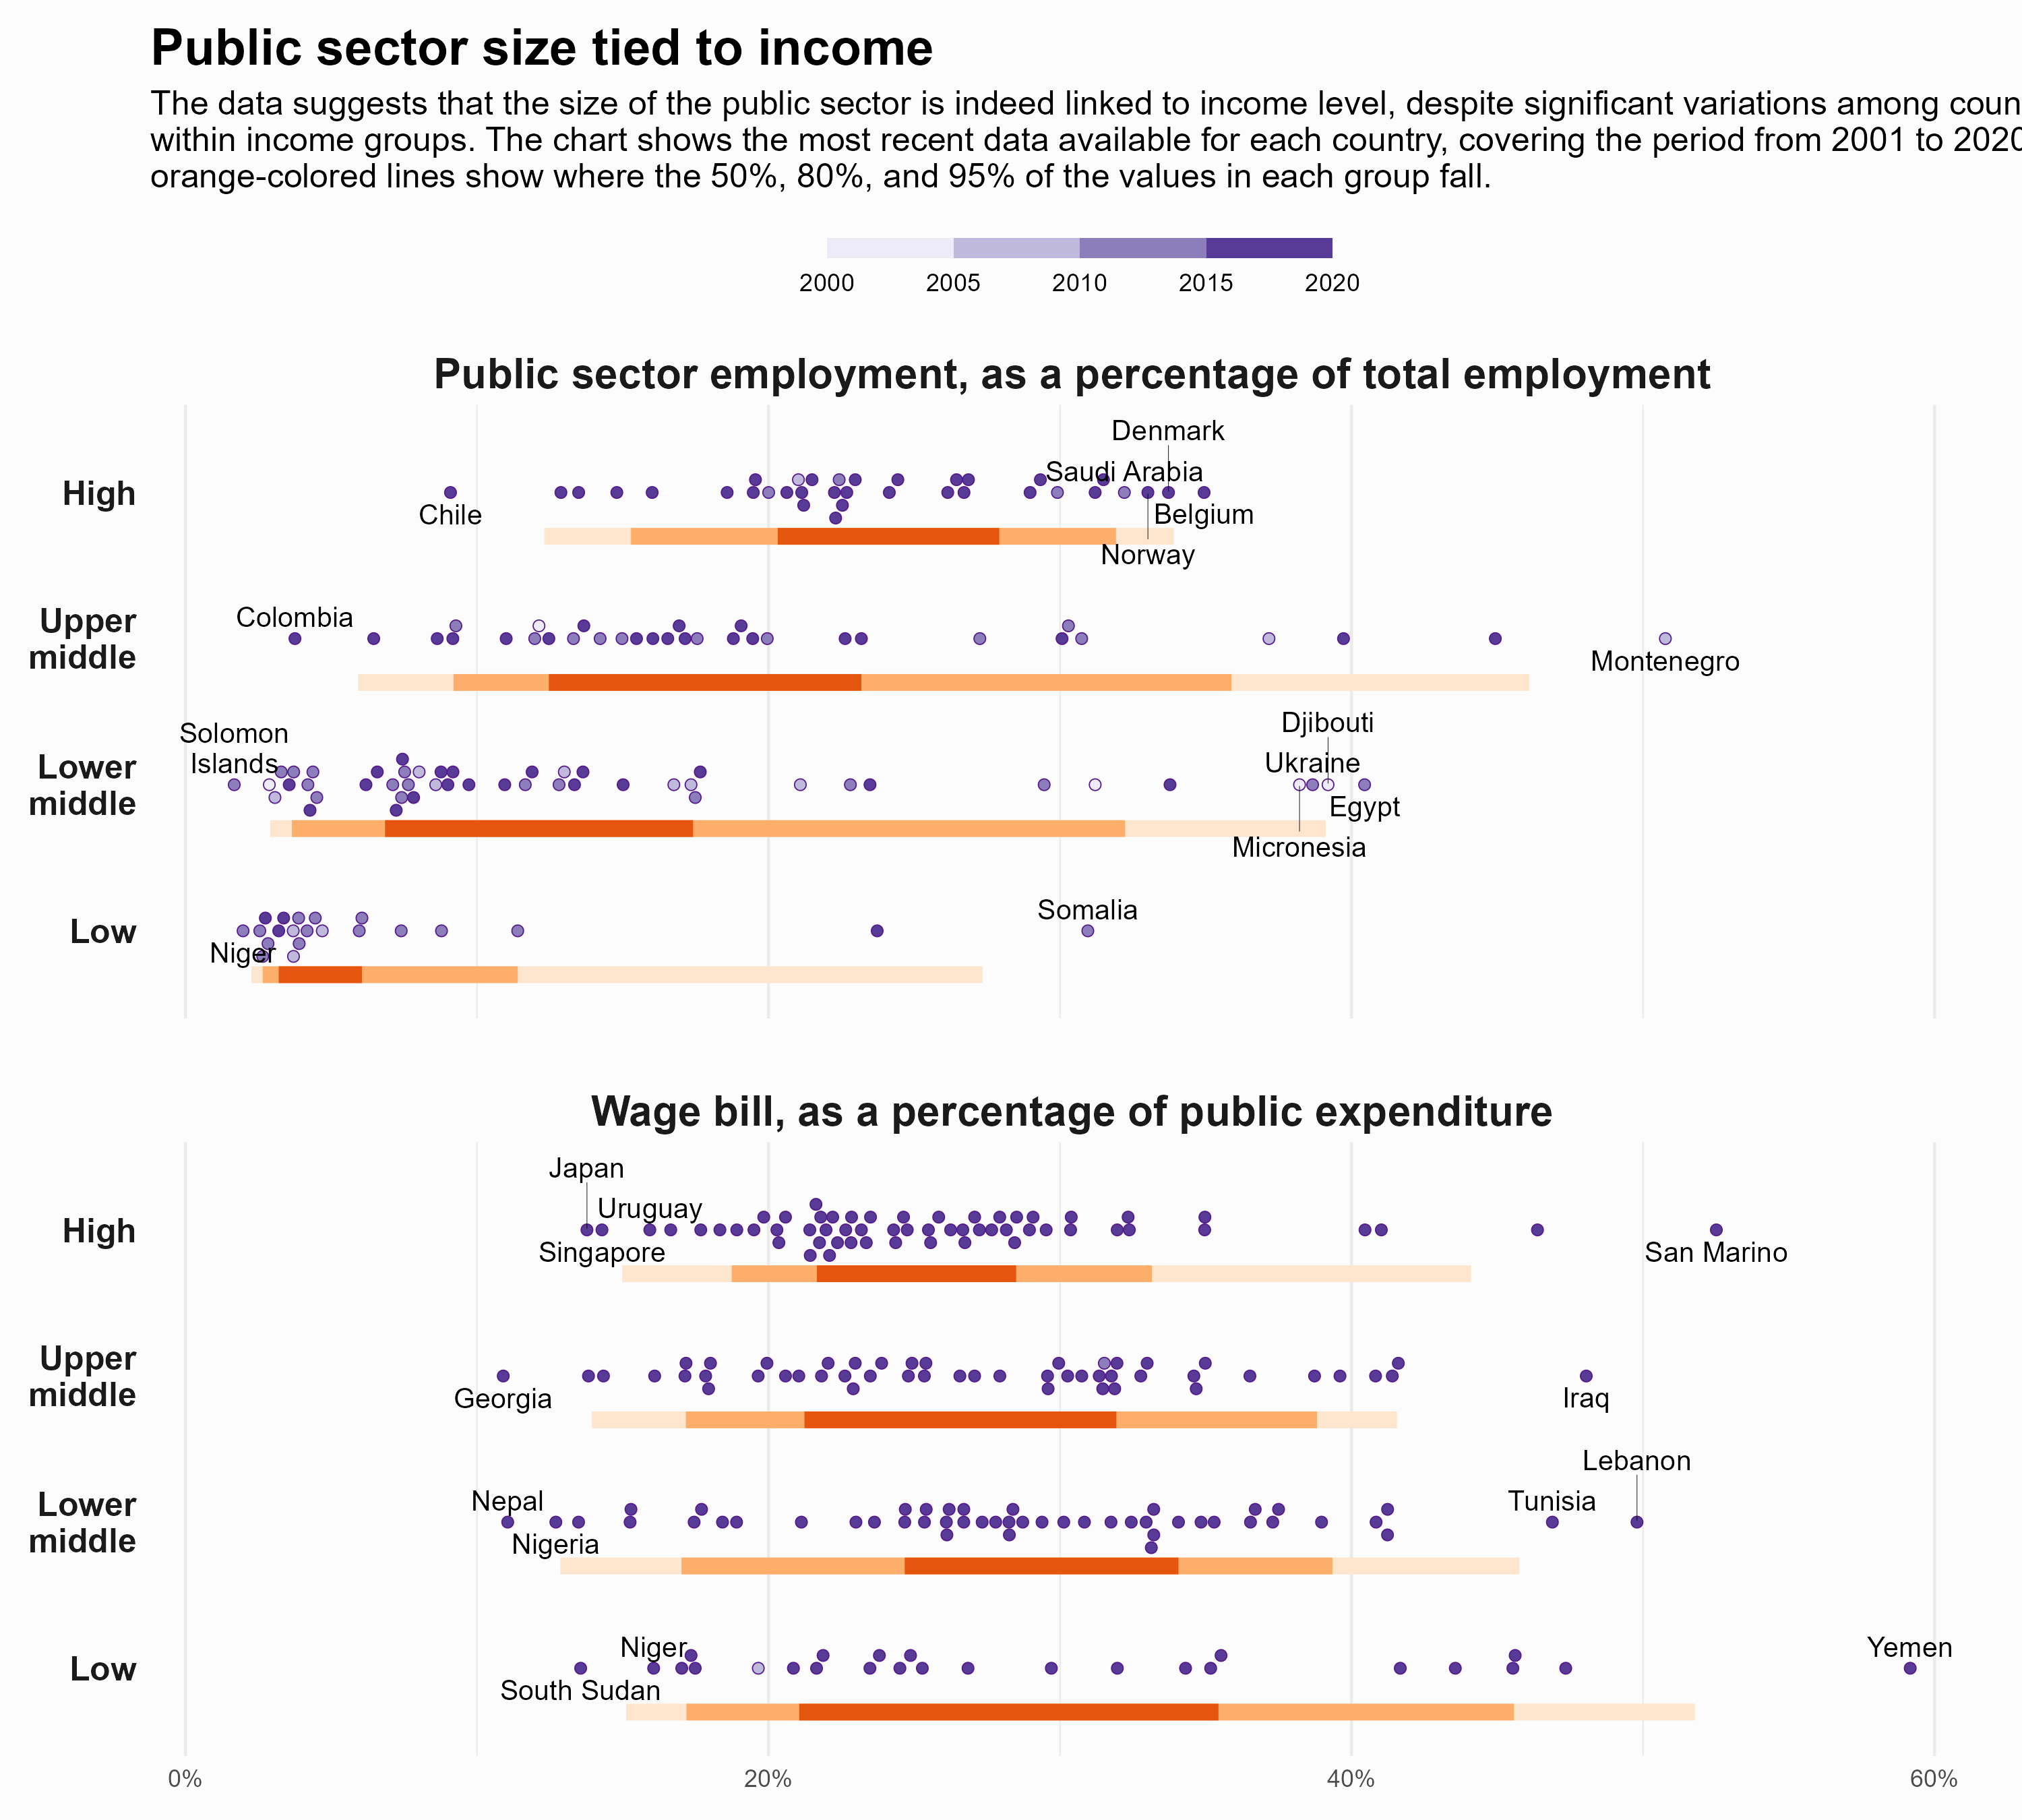 Public sector size tied to income
The data suggests that the size of the public sector is indeed linked to income level, despite significant variations among coun
within income groups. The chart shows the most recent data available for each country, covering the period from 2001 to 2020
orange-colored lines show where the 50%, 80%, and 95% of the values in each group fall.
2000 2005 2010 2015 2020
Public sector employment, as a percentage of total employment
Denmark
Saudi Arabia
High
Chile
Belgium
Norway
Colombia
Upper
middle
Montenegro
Solomon
Islands
Djibouti
Ukraine
Lower
middle
Egypt
Micronesia
Somalia
Low
Niger
Wage bill, as a percentage of public expenditure
Japan
Uruguay
High
Singapore
San Marino
Upper
middle
Georgia
Iraq
Lebanon
Nepal
Tunisia
Lower
middle
Nigeria
Niger
Yemen
Low
South Sudan
0% 20% 40% 60%